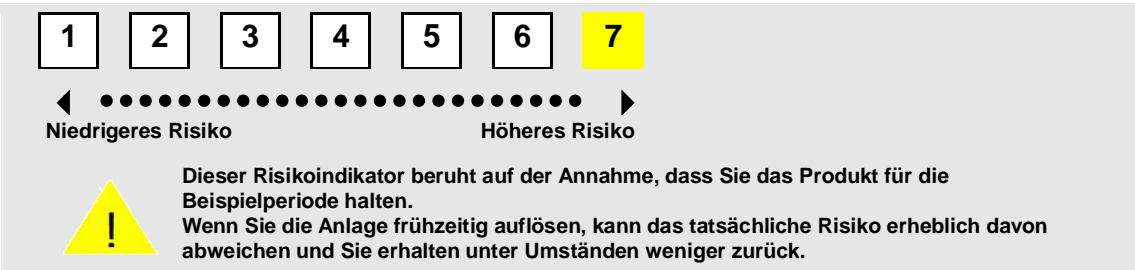 1 2 3 4 5 6 7
Niedrigeres Risiko Höheres Risiko
Dieser Risikoindikator beruht auf der Annahme, dass Sie das Produkt für die
Beispielperiode halten.
Wenn Sie die Anlage frühzeitig auflösen, kann das tatsächliche Risiko erheblich davon
abweichen und Sie erhalten unter Umständen weniger zurück.
!